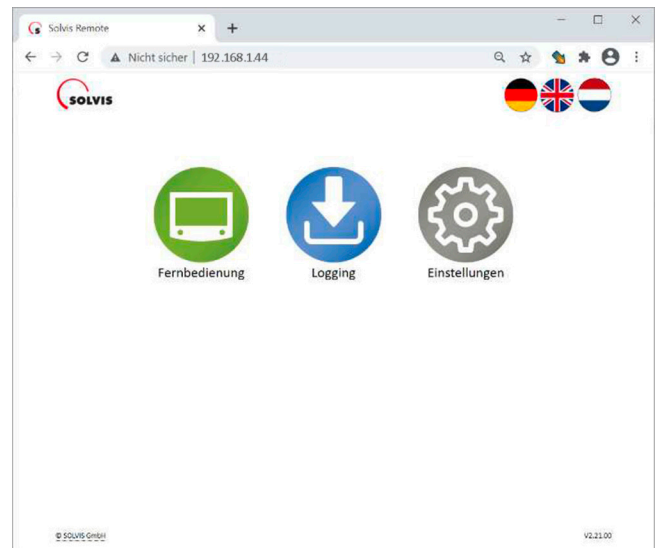 Solvis Remote
Nicht sicher | 192.168.1.44
SOLVIS
Fernbedienung Logging Einstellungen
© SOLVIS GmbH V2.21.00